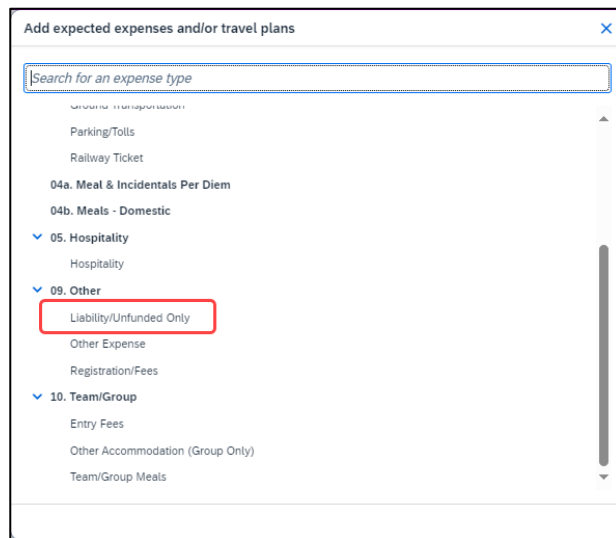 Add expected expenses and/or travel plans
Search for an expense type
Ground Transportation
Parking/Tolls
Railway Ticket
04a. Meal & Incidentals Per Diem
04b. Meals - Domestic
05. Hospitality
Hospitality
09. Other
Liability/Unfunded Only
Other Expense
Registration/Fees
10. Team/Group
Entry Fees
Other Accommodation (Group Only)
Team/Group Meals